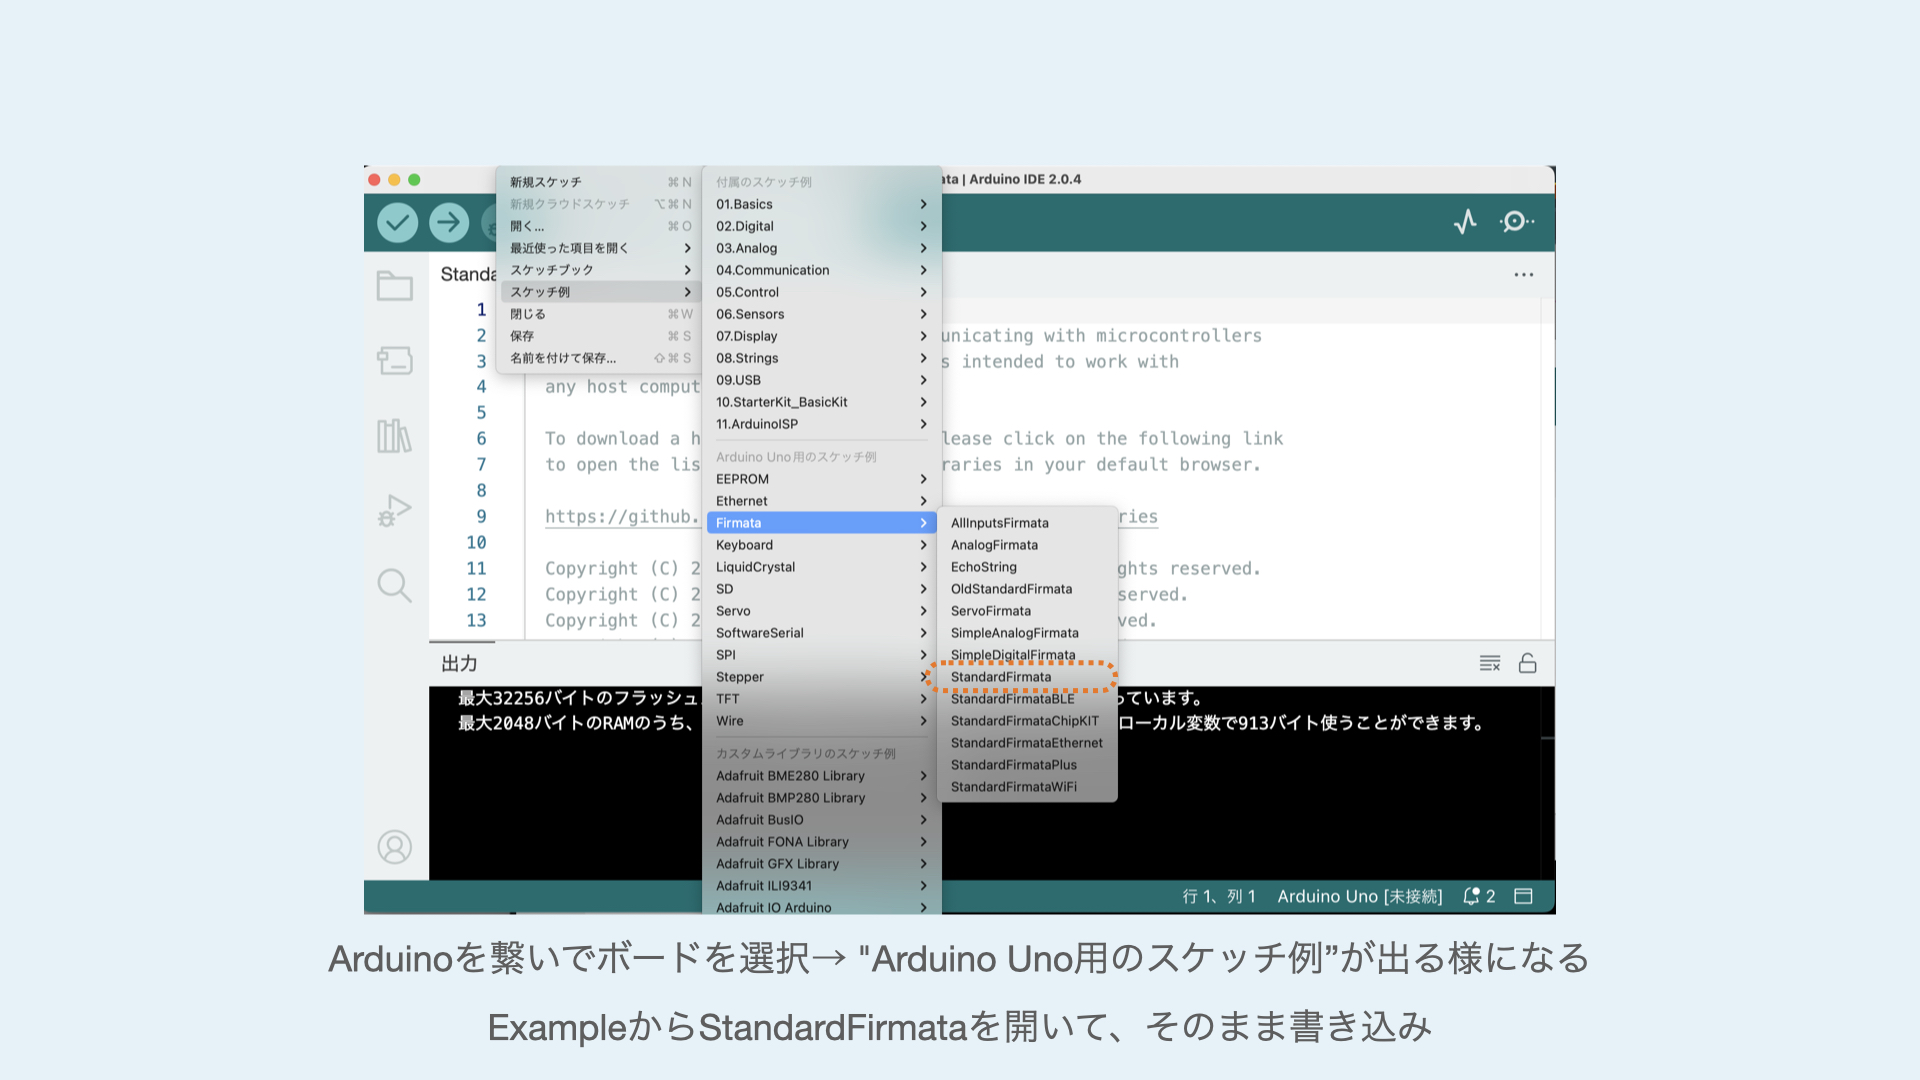 ata | Arduino IDE 2.0.4
新規スケッチ ⌘ N
新規クラウドスケッチ ⌥ ⌘ N
開く... ⌘ O
最近使った項目を開く
スケッチブック
スケッチ例
閉じる ⌘ W
保存 ⌘ S
名前を付けて保存... ⇧ ⌘ S
付属のスケッチ例
01.Basics
02.Digital
03.Analog
04.Communication
05.Control
06.Sensors
07.Display
08.Strings
09.USB
10.StarterKit_BasicKit
11.ArduinoISP
Arduino Uno用のスケッチ例
EEPROM
Ethernet
Firmata
Keyboard
LiquidCrystal
SD
Servo
SoftwareSerial
SPI
Stepper
TFT
Wire
カスタムライブラリのスケッチ例
Adafruit BME280 Library
Adafruit BMP280 Library
Adafruit BusIO
Adafruit FONA Library
Adafruit GFX Library
Adafruit ILI9341
Adafruit IO Arduino
AllInputsFirmata
AnalogFirmata
EchoString
OldStandardFirmata
ServoFirmata
SimpleAnalogFirmata
SimpleDigitalFirmata
StandardFirmata
StandardFirmataBLE
StandardFirmataChipKIT
StandardFirmataEthernet
StandardFirmataPlus
StandardFirmataWiFi
Standa
1
2 unicating with microcontrollers
3 s intended to work with
4 any host comput
5
6 To download a h lease click on the following link
7 to open the lis raries in your default browser.
8
9 https://github. ries
10
11 Copyright (C) 2 ghts reserved.
12 Copyright (C) 2 served.
13 Copyright (C) 2 ved.
出力
最大32256バイトのフラッシュ っています。
最大2048バイトのRAMのうち、 ローカル変数で913バイト使うことができます。
行 1、列 1 Arduino Uno [未接続] 2
Arduinoを繋いでボードを選択→ "Arduino Uno用のスケッチ例”が出る様になる
ExampleからStandardFirmataを開いて、そのまま書き込み